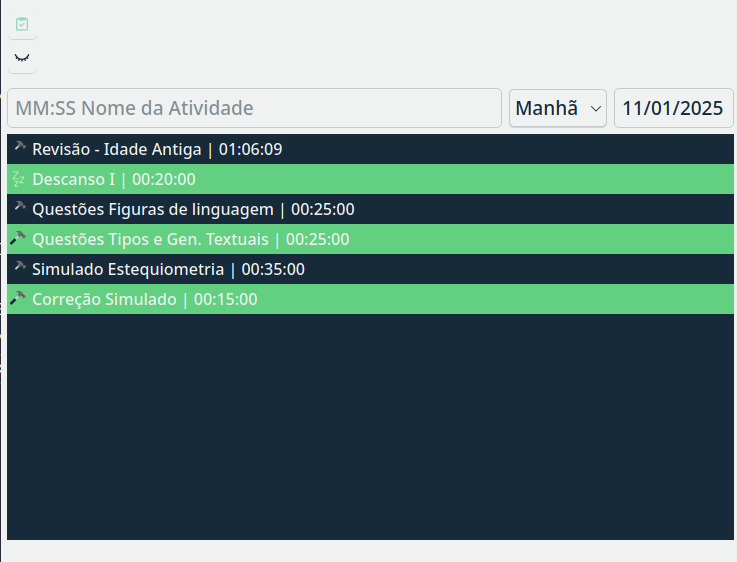 MM:SS Nome da Atividade Manhã 11/01/2025
Revisão - Idade Antiga | 01:06:09
Descanso I | 00:20:00
Questões Figuras de linguagem | 00:25:00
Questões Tipos e Gen. Textuais | 00:25:00
Simulado Estequiometria | 00:35:00
Correção Simulado | 00:15:00